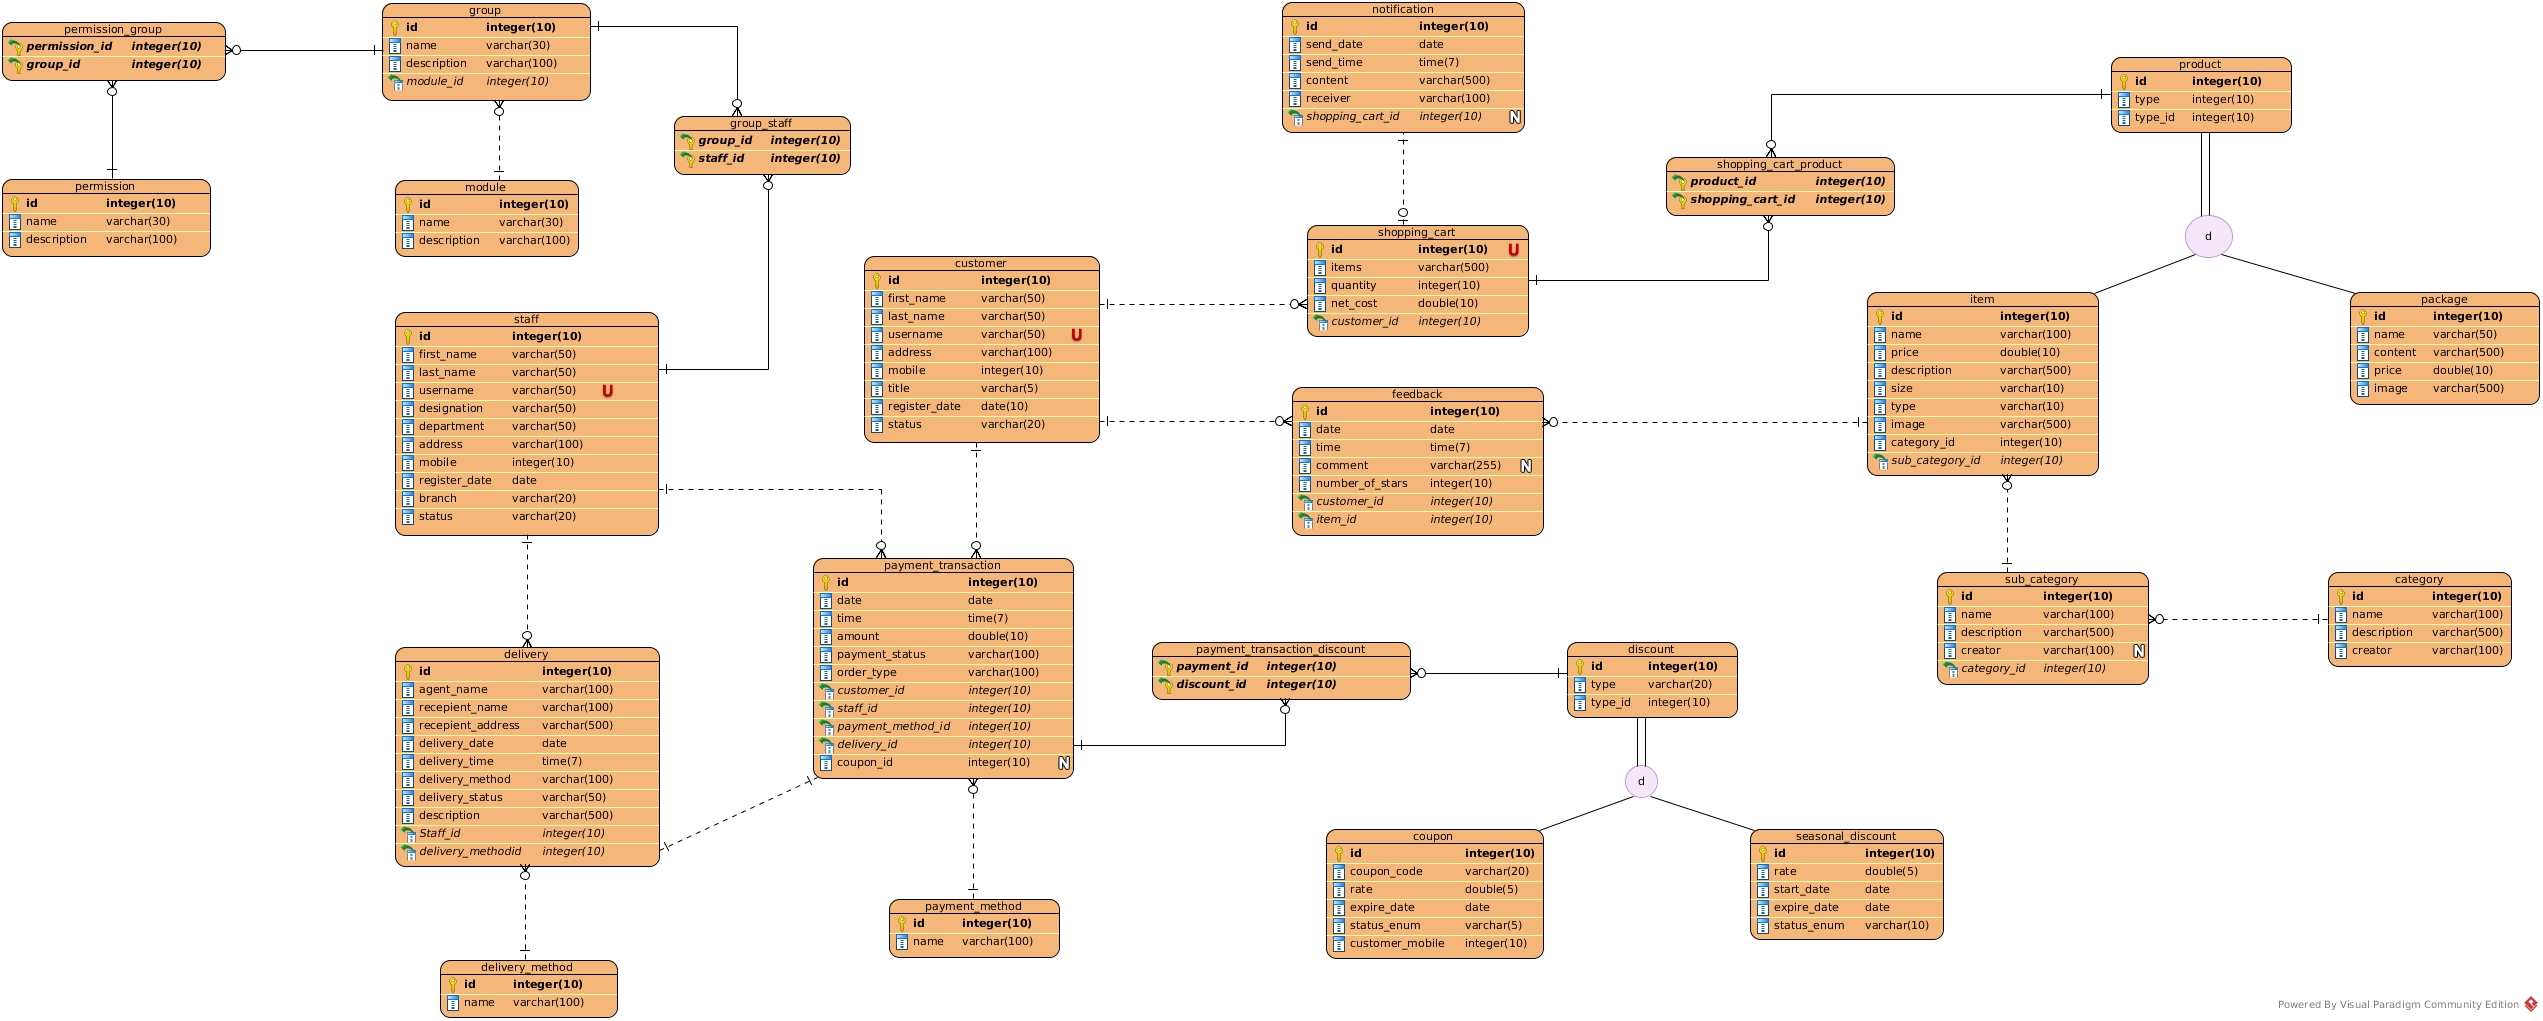 permission_group
permission_id integer(10)
group_id integer(10)
group
id integer(10)
name varchar(30)
description varchar(100)
module_id integer(10)
group_staff
group_id integer(10)
staff_id integer(10)
permission
id integer(10)
name varchar(30)
description varchar(100)
module
id integer(10)
name varchar(30)
description varchar(100)
notification
id integer(10)
send_date date
send_time time(7)
content varchar(500)
receiver varchar(100)
shopping_cart_id integer(10) N
product
id integer(10)
type integer(10)
type_id integer(10)
shopping_cart_product
product_id integer(10)
shopping_cart_id integer(10)
d
shopping_cart
id integer(10) U
items varchar(500)
quantity integer(10)
net_cost double(10)
customer_id integer(10)
customer
id integer(10)
first_name varchar(50)
last_name varchar(50)
username varchar(50) U
address varchar(100)
mobile integer(10)
title varchar(5)
register_date date(10)
status varchar(20)
item
id integer(10)
name varchar(100)
price double(10)
description varchar(500)
size varchar(10)
type varchar(10)
image varchar(500)
category_id integer(10)
sub_category_id integer(10)
package
id integer(10)
name varchar(50)
content varchar(500)
price double(10)
image varchar(500)
staff
id integer(10)
first_name varchar(50)
last_name varchar(50)
username varchar(50) U
designation varchar(50)
department varchar(50)
address varchar(100)
mobile integer(10)
register_date date
branch varchar(20)
status varchar(20)
feedback
id integer(10)
date date
time time(7)
comment varchar(255) N
number_of_stars integer(10)
customer_id integer(10)
item_id integer(10)
payment_transaction
id integer(10)
date date
time time(7)
amount double(10)
payment_status varchar(100)
order_type varchar(100)
customer_id integer(10)
staff_id integer(10)
payment_method_id integer(10)
delivery_id integer(10)
coupon_id integer(10) N
sub_category
id integer(10)
name varchar(100)
description varchar(500)
creator varchar(100) N
category_id integer(10)
category
id integer(10)
name varchar(100)
description varchar(500)
creator varchar(100)
delivery
id integer(10)
agent_name varchar(100)
recepient_name varchar(100)
recepient_address varchar(500)
delivery_date date
delivery_time time(7)
delivery_method varchar(100)
delivery_status varchar(50)
description varchar(500)
Staff_id integer(10)
delivery_methodid integer(10)
payment_transaction_discount
payment_id integer(10)
discount_id integer(10)
discount
id integer(10)
type varchar(20)
type_id integer(10)
d
coupon
id integer(10)
coupon_code varchar(20)
rate double(5)
expire_date date
status_enum varchar(5)
customer_mobile integer(10)
seasonal_discount
id integer(10)
rate double(5)
start_date date
expire_date date
status_enum varchar(10)
payment_method
id integer(10)
name varchar(100)
delivery_method
id integer(10)
name varchar(100)
Powered By Visual Paradigm Community Edition